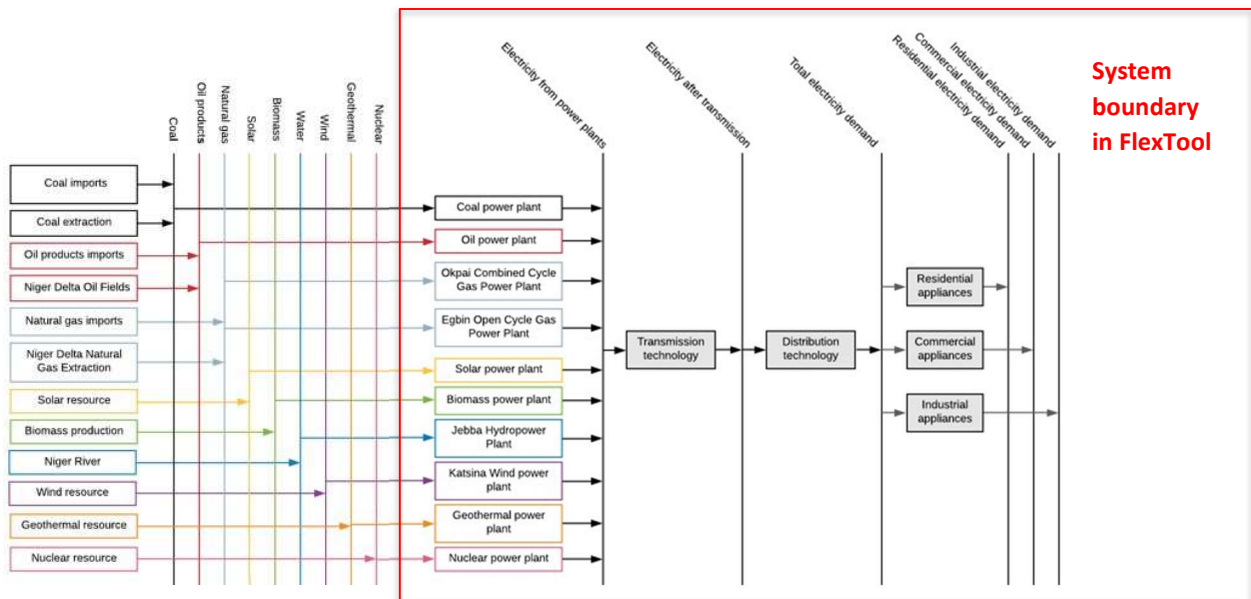 System
boundary
in FlexTool
Coal
Oil products
Natural gas
Solar
Biomass
Water
Wind
Geothermal
Nuclear
Electricity from power plants
Electricity after transmission
Total electricity demand
Residential electricity demand
Commercial electricity demand
Industrial electricity demand
Coal imports
Coal extraction
Oil products imports
Niger Delta Oil Fields
Natural gas imports
Niger Delta Natural
Gas Extraction
Solar resource
Biomass production
Niger River
Wind resource
Geothermal resource
Nuclear resource
Coal power plant
Oil power plant
Okpai Combined Cycle
Gas Power Plant
Egbin Open Cycle Gas
Power Plant
Solar power plant
Biomass power plant
Jebba Hydropower
Plant
Katsina Wind power
plant
Geothermal power
plant
Nuclear power plant
Transmission
technology
Distribution
technology
Residential
appliances
Commercial
appliances
Industrial
appliances